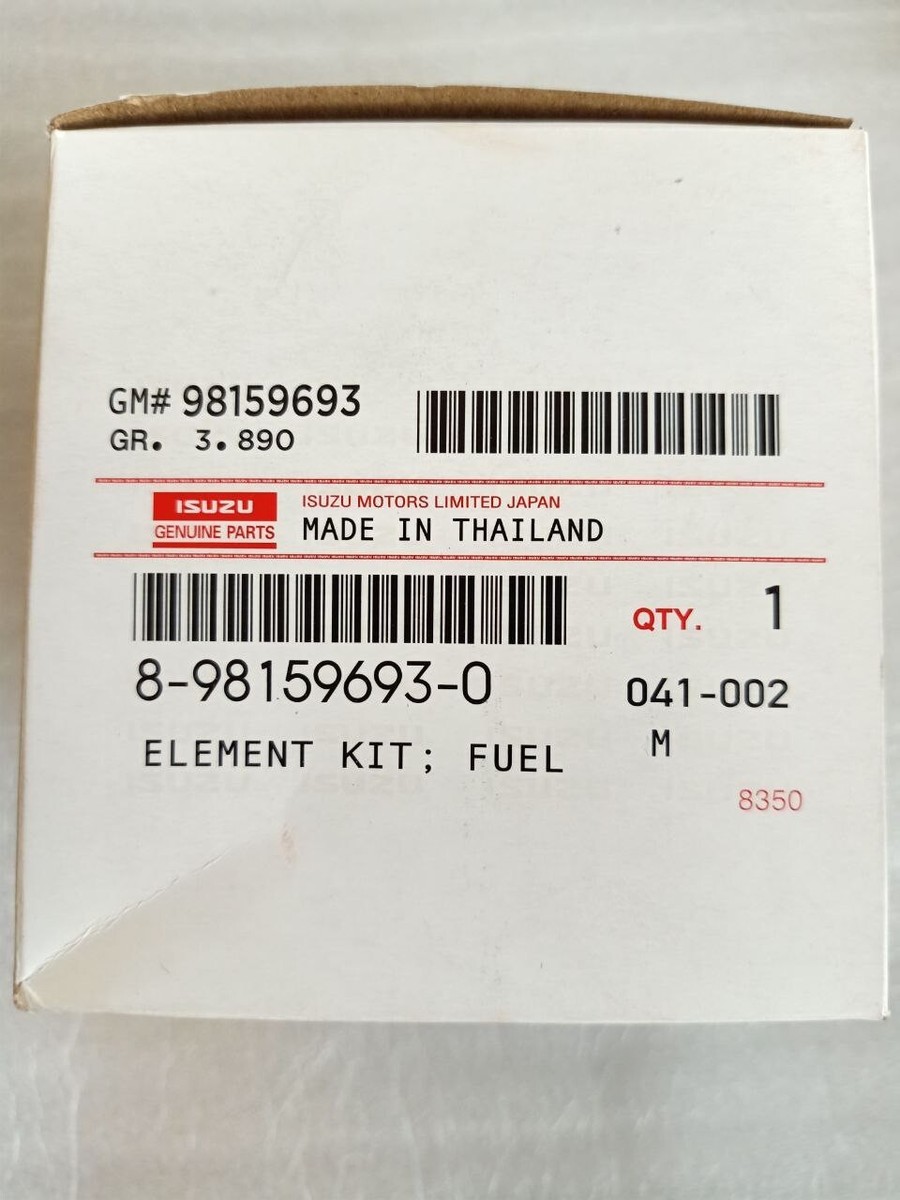 GM# 98159693
GR. 3.890
ISUZU
GENUINE PARTS
ISUZU MOTORS LIMITED JAPAN
MADE IN THAILAND
QTY. 1
8-98159693-0
041-002
ELEMENT KIT; FUEL
M
8350